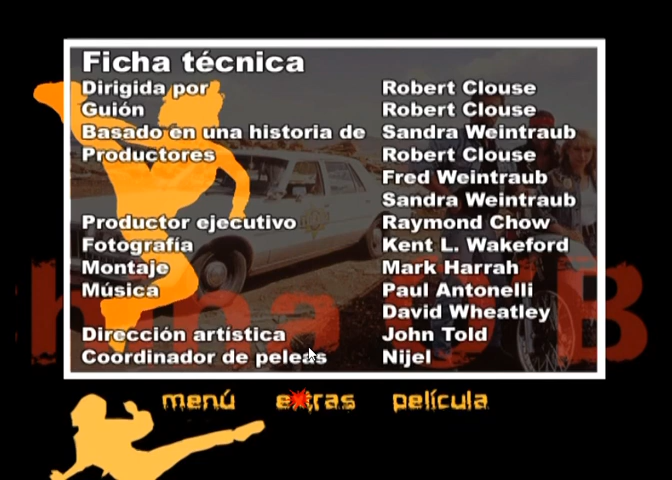 Ficha técnica
Dirigida por Robert Clouse
Guión Robert Clouse
Basado en una historia de Sandra Weintraub
Productores Robert Clouse
Fred Weintraub
Sandra Weintraub
Productor ejecutivo Raymond Chow
Fotografía Kent L. Wakeford
Montaje Mark Harrah
Música Paul Antonelli
David Wheatley
Dirección artística John Told
Coordinador de peleas Nijel
menú extras película